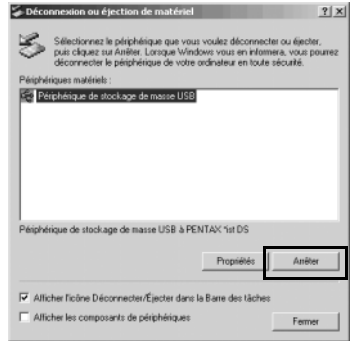 Déconnexion ou éjection de matériel
Sélectionnez le périphérique que vous voulez déconnecter ou éjecter,
puis cliquez sur Arrêter. Lorsque Windows vous en informera, vous pourrez
déconnecter le périphérique de votre ordinateur en toute sécurité.
Périphériques matériels :
Périphérique de stockage de masse USB
Périphérique de stockage de masse USB à PENTAX *ist DS
Propriétés Arrêter
Afficher l'icône Déconnecter/Éjecter dans la Barre des tâches
Afficher les composants de périphériques
Fermer